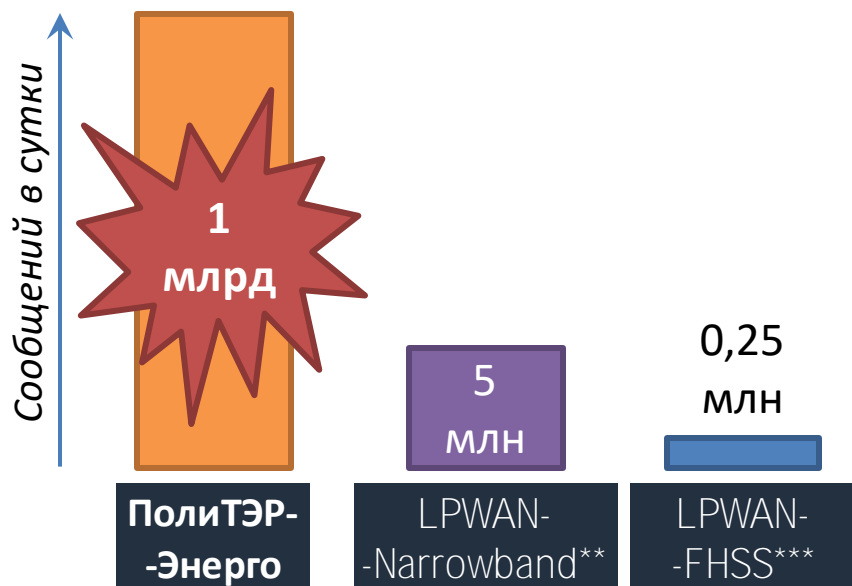 Сообщений в сутки
1
млрд
5
млн
0,25
млн
ПолиТЭР-
-Энерго
LPWAN-
-Narrowband**
LPWAN-
-FHSS***